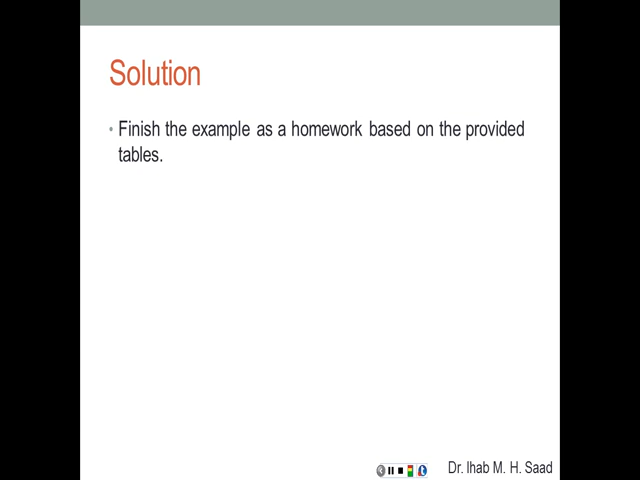 Solution
• Finish the example as a homework based on the provided
tables.
Dr. Ihab M. H. Saad